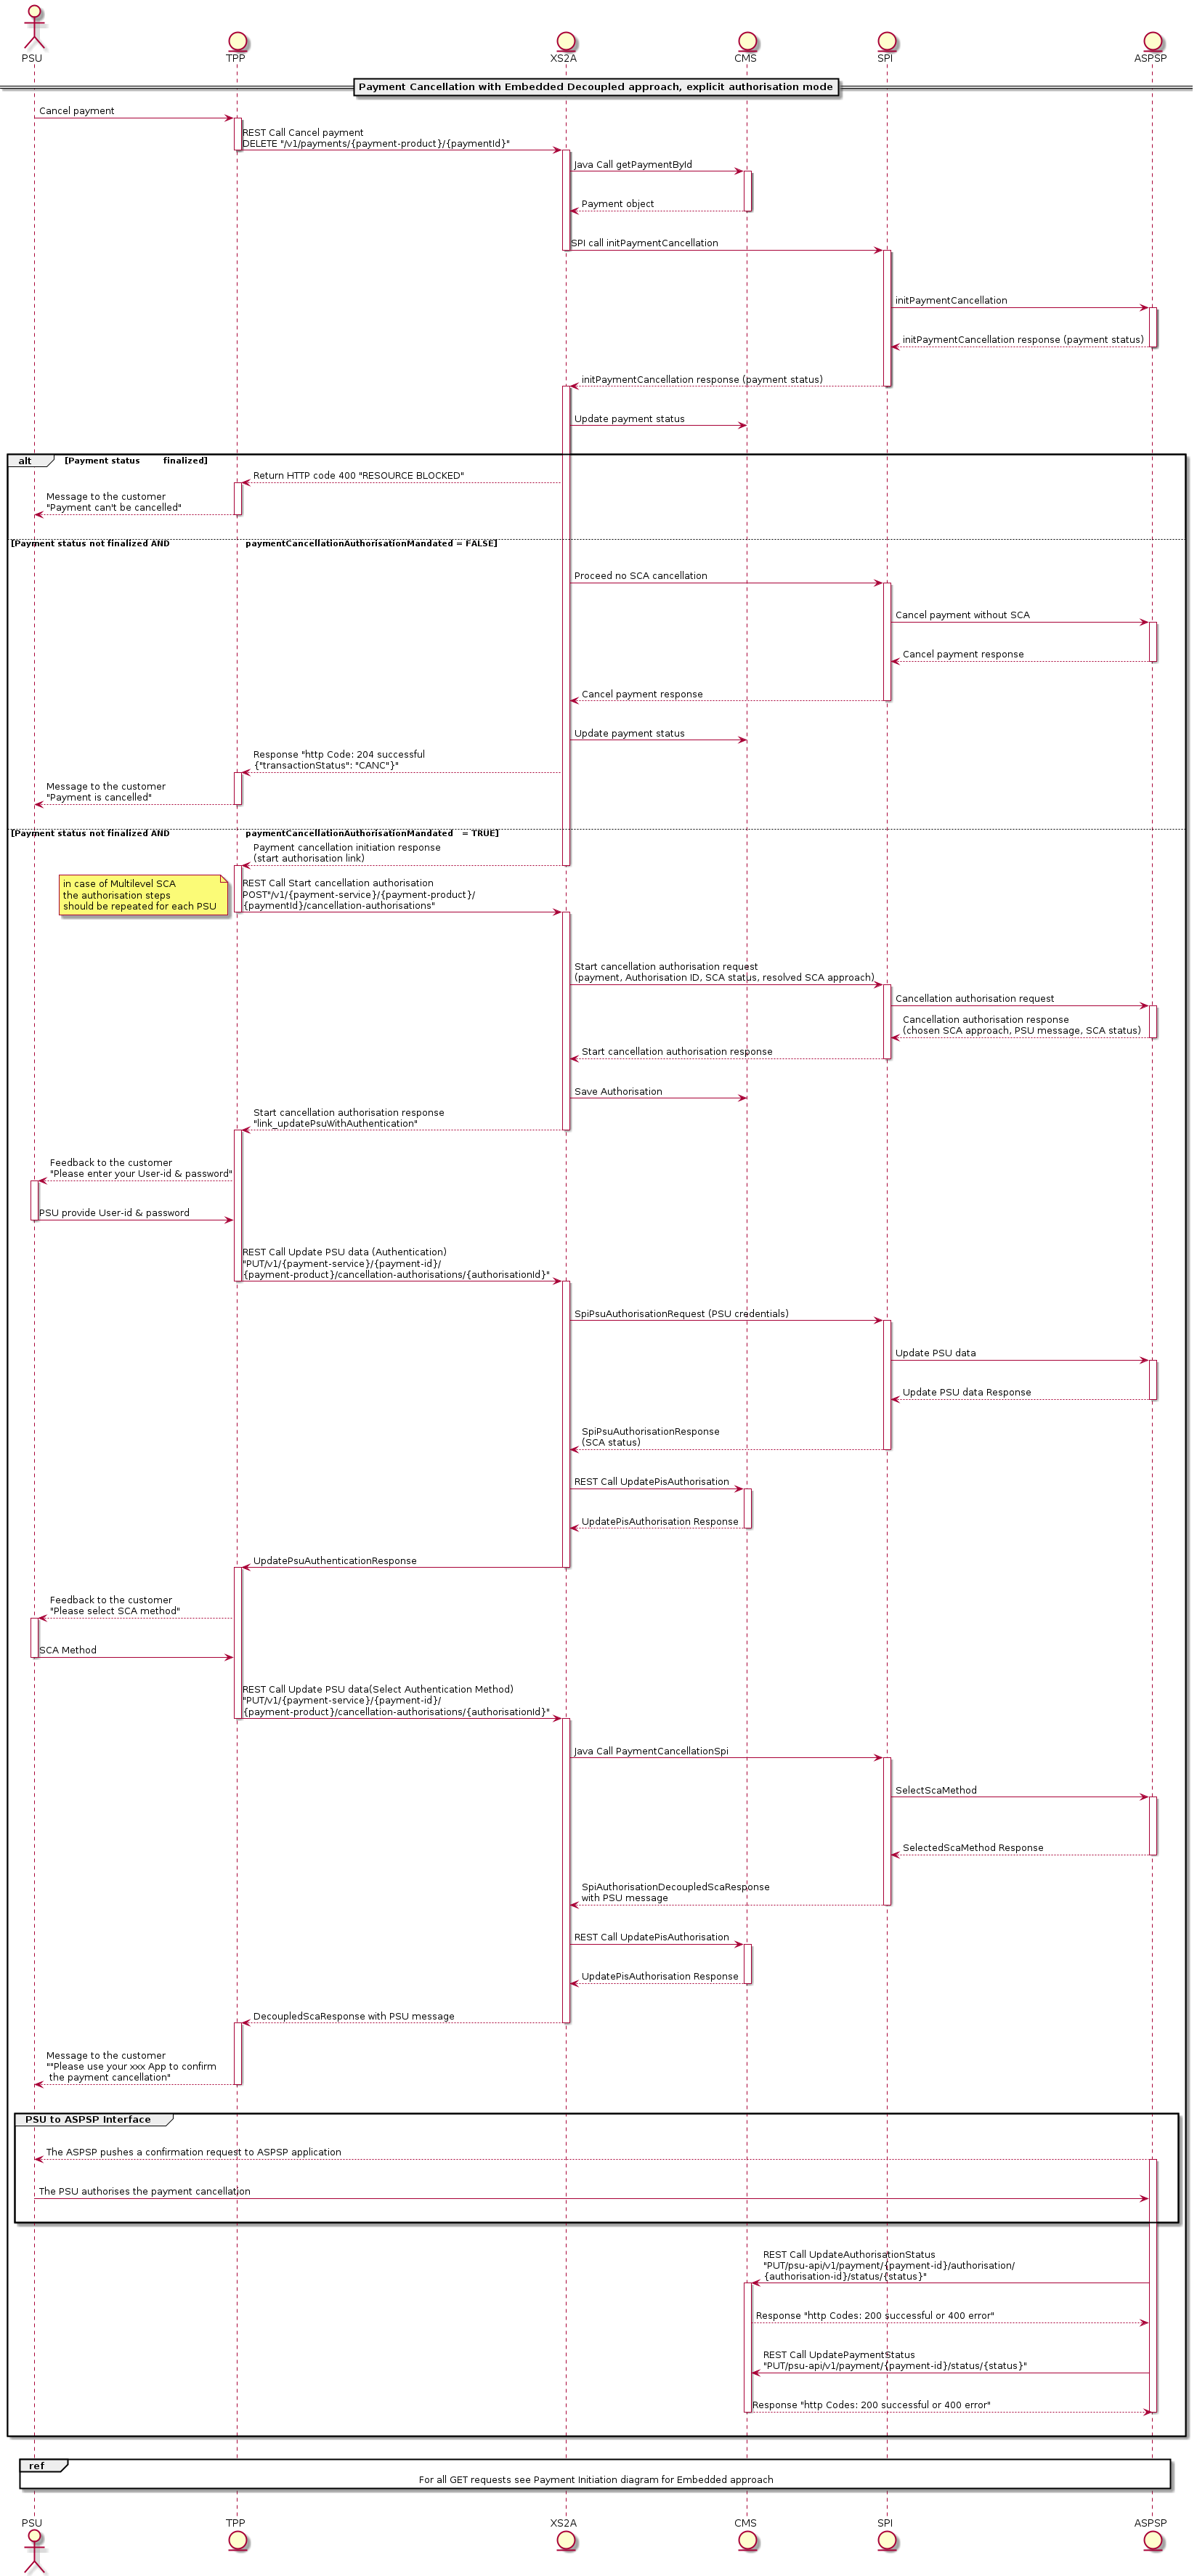 PSU
TPP
XS2A
CMS
SPI
ASPSP
Payment Cancellation with Embedded Decoupled approach, explicit authorisation mode
Cancel payment
REST Call Cancel payment
DELETE "/v1/payments/{payment-product}/{paymentId}"
Java Call getPaymentById
Payment object
SPI call initPaymentCancellation
initPaymentCancellation
initPaymentCancellation response (payment status)
initPaymentCancellation response (payment status)
Update payment status
alt [Payment status finalized]
Return HTTP code 400 "RESOURCE BLOCKED"
Message to the customer
"Payment can't be cancelled"
[Payment status not finalized AND paymentCancellationAuthorisationMandated = FALSE]
Proceed no SCA cancellation
Cancel payment without SCA
Cancel payment response
Cancel payment response
Update payment status
Response "http Code: 204 successful
{"transactionStatus": "CANC"}"
Message to the customer
"Payment is cancelled"
[Payment status not finalized AND paymentCancellationAuthorisationMandated = TRUE]
Payment cancellation initiation response
(start authorisation link)
in case of Multilevel SCA
the authorisation steps
should be repeated for each PSU
REST Call Start cancellation authorisation
POST"/v1/{payment-service}/{payment-product}/
{paymentId}/cancellation-authorisations"
Start cancellation authorisation request
(payment, Authorisation ID, SCA status, resolved SCA approach)
Cancellation authorisation request
Cancellation authorisation response
(chosen SCA approach, PSU message, SCA status)
Start cancellation authorisation response
Save Authorisation
Start cancellation authorisation response
"link_updatePsuWithAuthentication"
Feedback to the customer
"Please enter your User-id & password"
PSU provide User-id & password
REST Call Update PSU data (Authentication)
"PUT/v1/{payment-service}/{payment-id}/
{payment-product}/cancellation-authorisations/{authorisationId}"
SpiPsuAuthorisationRequest (PSU credentials)
Update PSU data
Update PSU data Response
SpiPsuAuthorisationResponse
(SCA status)
REST Call UpdatePisAuthorisation
UpdatePisAuthorisation Response
UpdatePsuAuthenticationResponse
Feedback to the customer
"Please select SCA method"
SCA Method
REST Call Update PSU data(Select Authentication Method)
"PUT/v1/{payment-service}/{payment-id}/
{payment-product}/cancellation-authorisations/{authorisationId}"
Java Call PaymentCancellationSpi
SelectScaMethod
SelectedScaMethod Response
SpiAuthorisationDecoupledScaResponse
with PSU message
REST Call UpdatePisAuthorisation
UpdatePisAuthorisation Response
DecoupledScaResponse with PSU message
Message to the customer
""Please use your xxx App to confirm
the payment cancellation"
PSU to ASPSP Interface
The ASPSP pushes a confirmation request to ASPSP application
The PSU authorises the payment cancellation
REST Call UpdateAuthorisationStatus
"PUT/psu-api/v1/payment/{payment-id}/authorisation/
{authorisation-id}/status/{status}"
Response "http Codes: 200 successful or 400 error"
REST Call UpdatePaymentStatus
"PUT/psu-api/v1/payment/{payment-id}/status/{status}"
Response "http Codes: 200 successful or 400 error"
ref
For all GET requests see Payment Initiation diagram for Embedded approach
PSU
TPP
XS2A
CMS
SPI
ASPSP